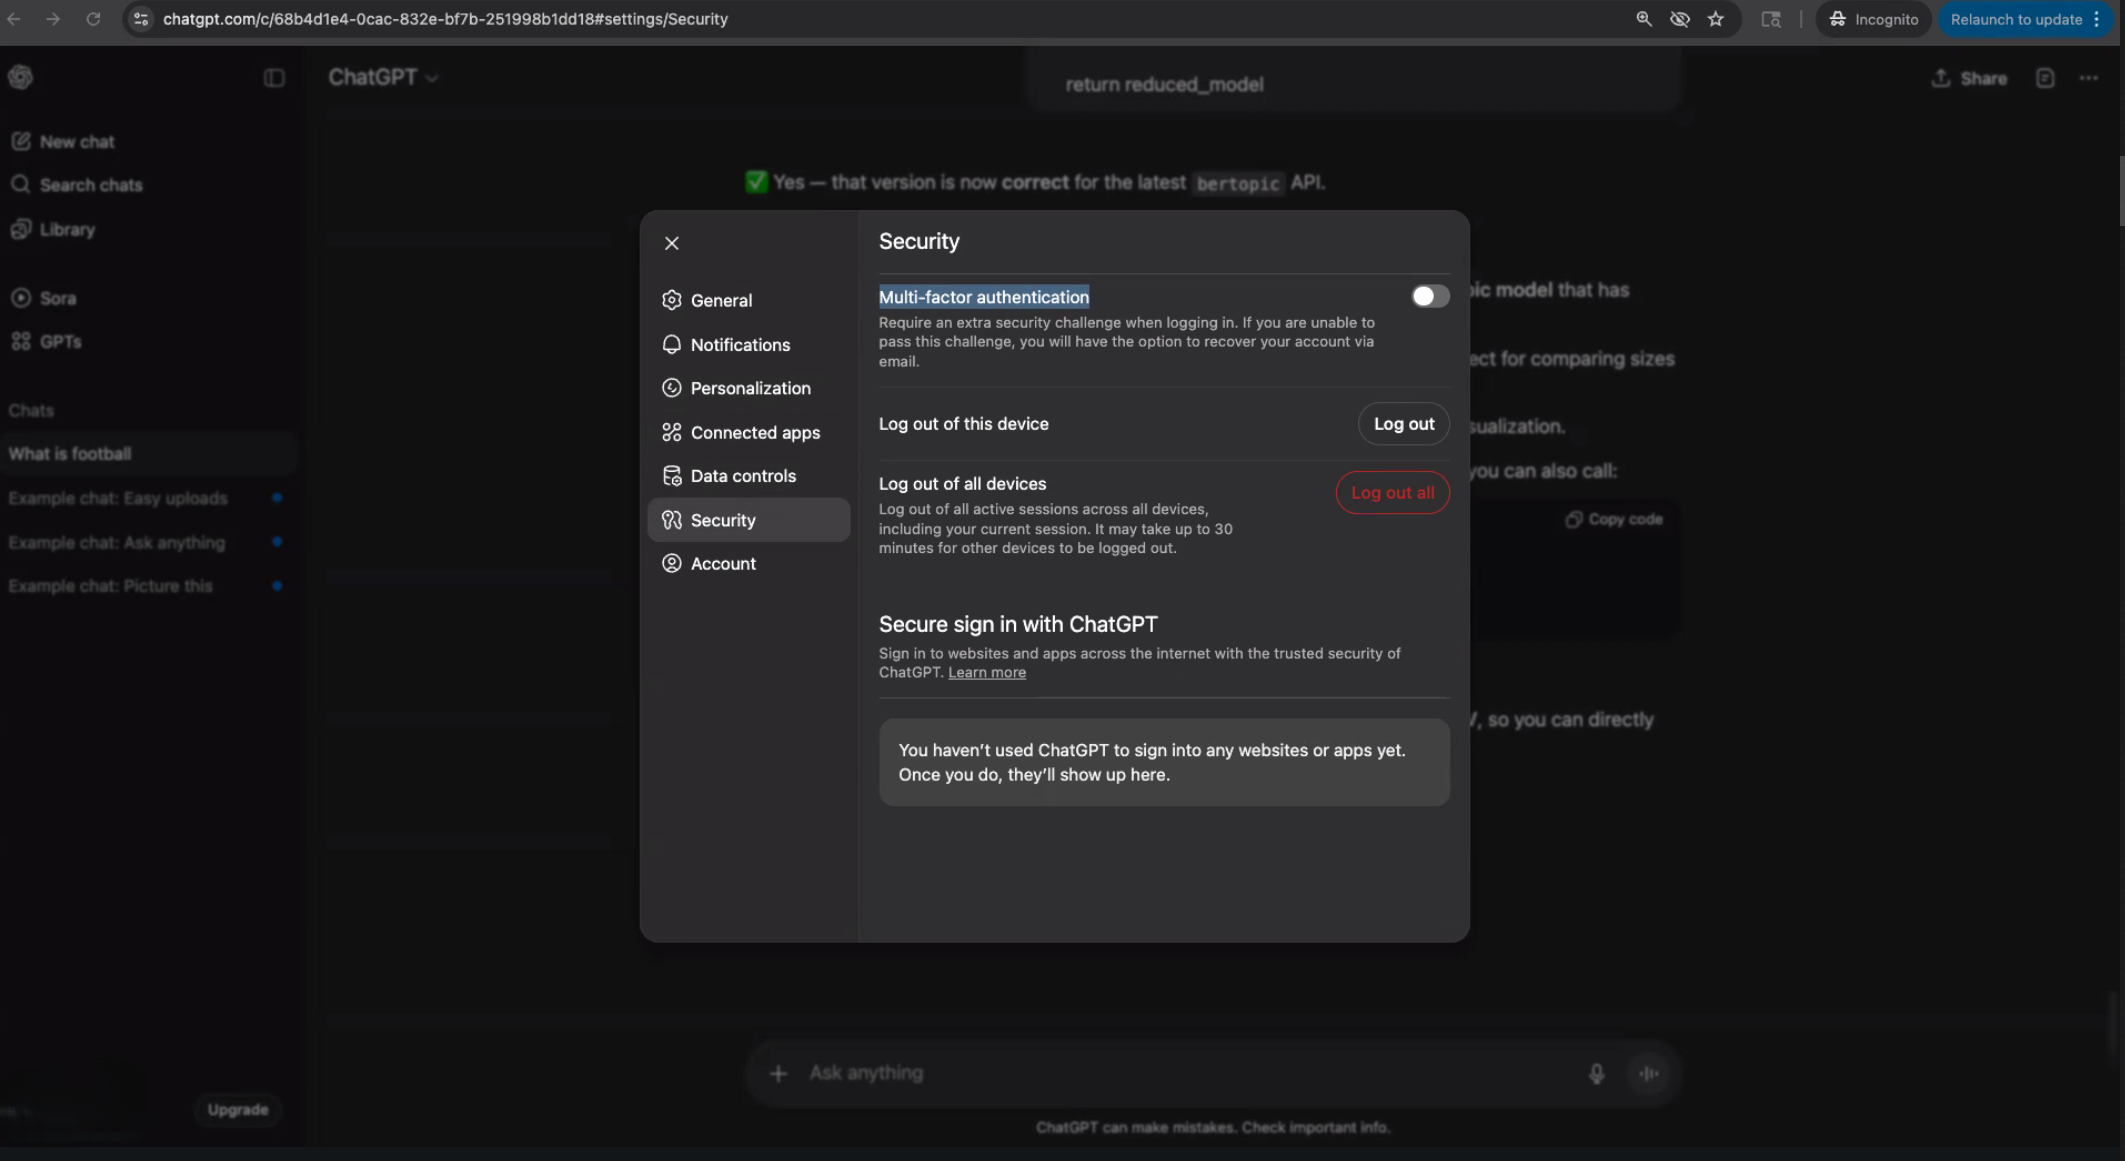 chatgpt.com/c/68b4d1e4-0cac-832e-bf7b-251998b1dd18#settings/Security
Incognito
Relaunch to update
ChatGPT
return reduced_model
Share
New chat
Search chats
Library
Sora
GPTs
Chats
What is football
Example chat: Easy uploads
Example chat: Ask anything
Example chat: Picture this
Upgrade
✅ Yes — that version is now correct for the latest bertopic API.
model that has
for comparing sizes
you can also call:
Copy code
so you can directly
General
Notifications
Personalization
Connected apps
Data controls
Security
Account
Security
Multi-factor authentication
Require an extra security challenge when logging in. If you are unable to
pass this challenge, you will have the option to recover your account via
email.
Log out of this device
Log out
Log out of all devices
Log out all
Log out of all active sessions across all devices,
including your current session. It may take up to 30
minutes for other devices to be logged out.
Secure sign in with ChatGPT
Sign in to websites and apps across the internet with the trusted security of
ChatGPT. Learn more
You haven't used ChatGPT to sign into any websites or apps yet.
Once you do, they'll show up here.
Ask anything
ChatGPT can make mistakes. Check important info.